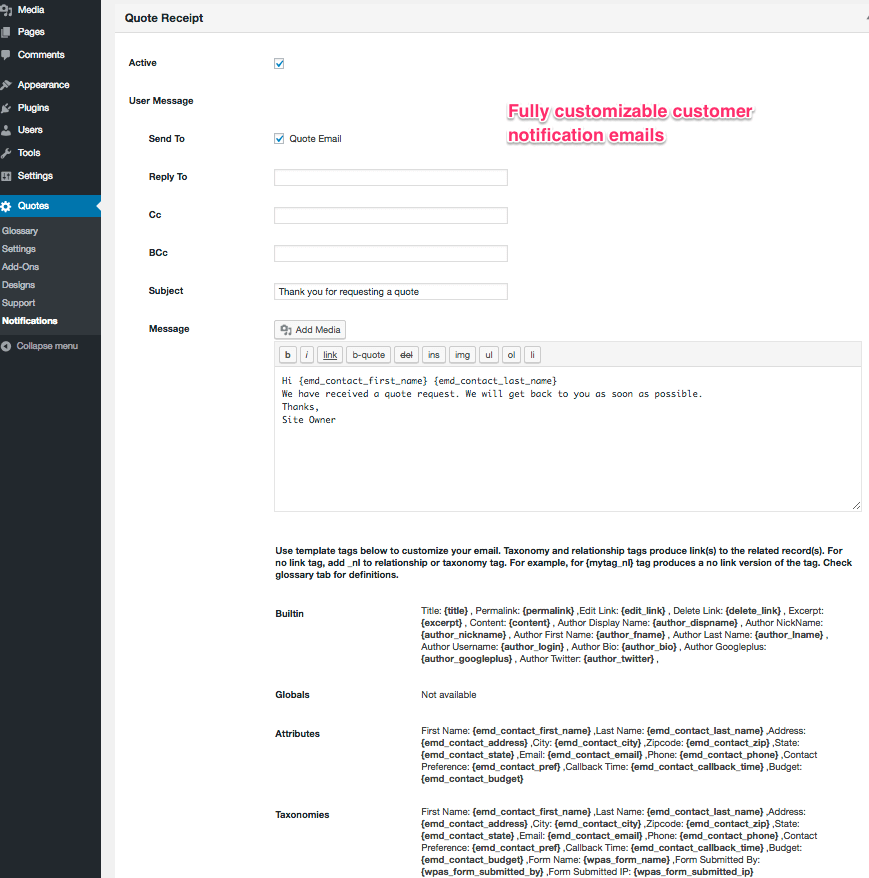 Media
Pages
Comments
Appearance
Plugins
Users
Tools
Settings
Quotes
Glossary
Settings
Add-Ons
Designs
Support
Notifications
Collapse menu
Quote Receipt
Active
User Message
Fully customizable customer
notification emails
Send To
Quote Email
Reply To
Cc
BCc
Subject
Thank you for requesting a quote
Message
Add Media
b i link b-quote del ins img ul ol li
Hi {emd_contact_first_name} {emd_contact_last_name}
We have received a quote request. We will get back to you as soon as possible.
Thanks,
Site Owner
Use template tags below to customize your email. Taxonomy and relationship tags produce link(s) to the related record(s). For
no link tag, add _nl to relationship or taxonomy tag. For example, for {mytag_nl} tag produces a no link version of the tag. Check
glossary tab for definitions.
Builtin
Title: {title} , Permalink: {permalink} ,Edit Link: {edit_link} , Delete Link: {delete_link} , Excerpt:
{excerpt} , Content: {content} , Author Display Name: {author_dispname} , Author NickName:
{author_nickname} , Author First Name: {author_fname} , Author Last Name: {author_lname} ,
Author Username: {author_login} , Author Bio: {author_bio} , Author Googleplus:
{author_googleplus} , Author Twitter: {author_twitter} ,
Globals
Not available
Attributes
First Name: {emd_contact_first_name} ,Last Name: {emd_contact_last_name} ,Address:
{emd_contact_address} ,City: {emd_contact_city} ,Zipcode: {emd_contact_zip} ,State:
{emd_contact_state} ,Email: {emd_contact_email} ,Phone: {emd_contact_phone} ,Contact
Preference: {emd_contact_pref} ,Callback Time: {emd_contact_callback_time} ,Budget:
{emd_contact_budget}
Taxonomies
First Name: {emd_contact_first_name} ,Last Name: {emd_contact_last_name} ,Address:
{emd_contact_address} ,City: {emd_contact_city} ,Zipcode: {emd_contact_zip} ,State:
{emd_contact_state} ,Email: {emd_contact_email} ,Phone: {emd_contact_phone} ,Contact
Preference: {emd_contact_pref} ,Callback Time: {emd_contact_callback_time} ,Budget:
{emd_contact_budget} ,Form Name: {wpas_form_name} ,Form Submitted By:
{wpas_form_submitted_by} ,Form Submitted IP: {wpas_form_submitted_ip}